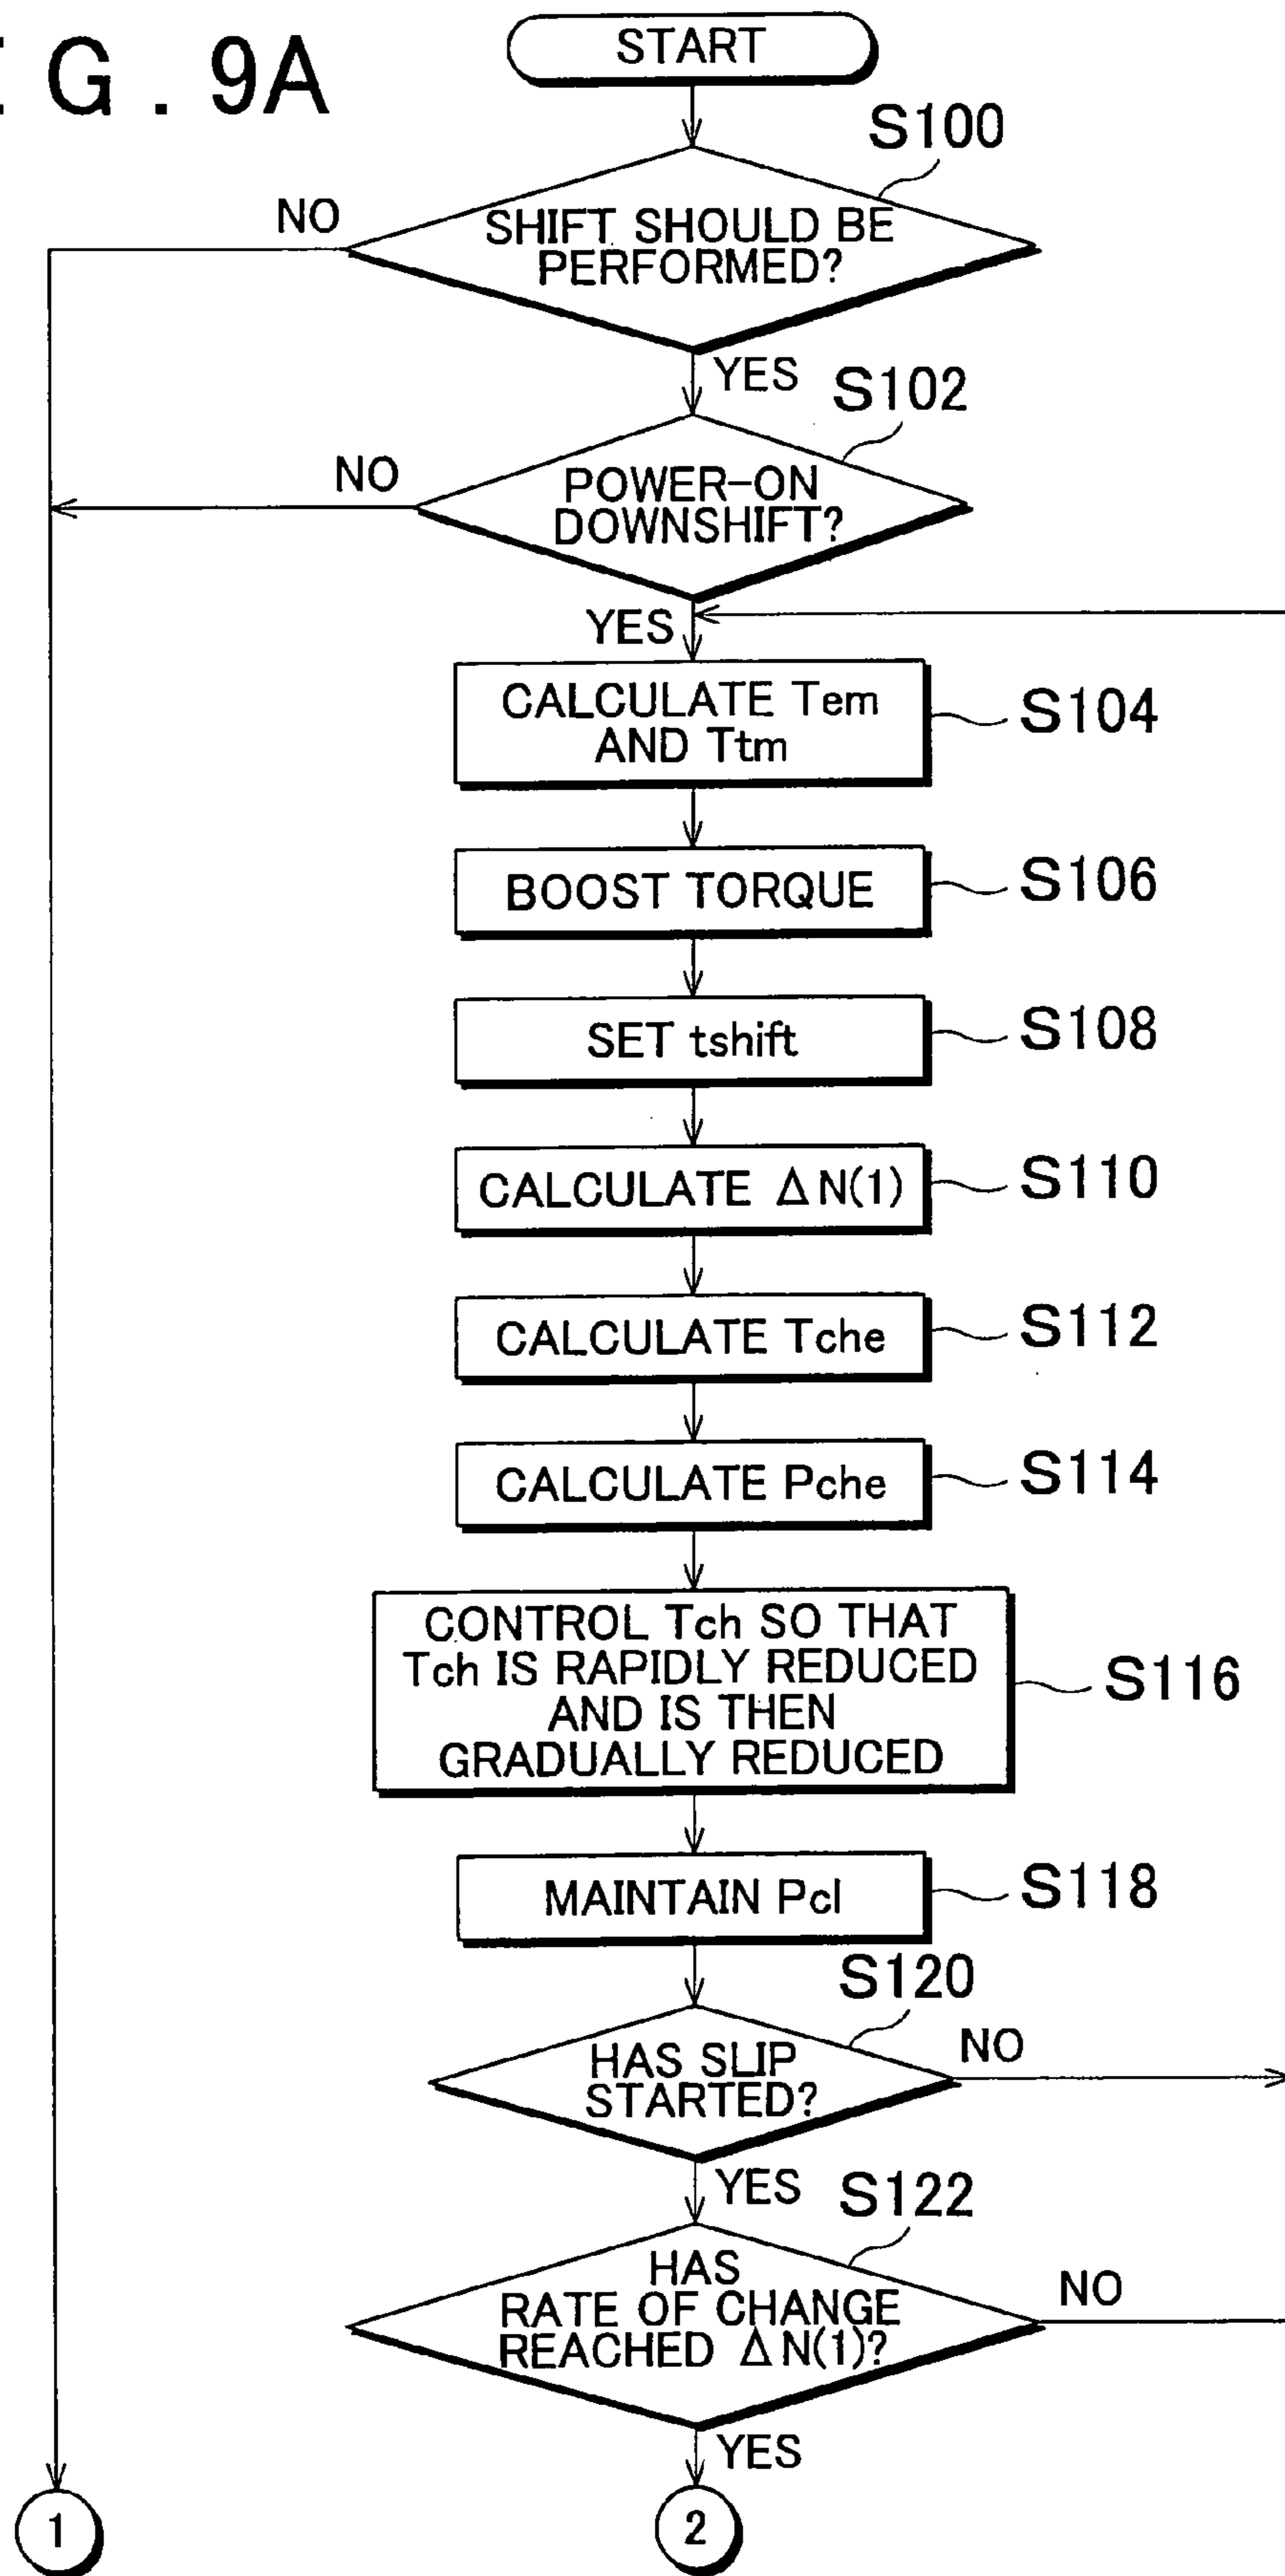 G . 9A
START
S100
NO
SHIFT SHOULD BE
PERFORMED?
YES
S102
NO
POWER-ON
DOWNSHIFT?
YES
CALCULATE Tem
AND Ttm
S104
BOOST TORQUE
S106
SET tshift
S108
CALCULATE ΔN(1)
S110
CALCULATE Tche
S112
CALCULATE Pche
S114
CONTROL Tch SO THAT
Tch IS RAPIDLY REDUCED
AND IS THEN
GRADUALLY REDUCED
S116
MAINTAIN Pcl
S118
S120
HAS SLIP
STARTED?
NO
YES
S122
HAS
RATE OF CHANGE
REACHED ΔN(1)?
NO
YES
1
2